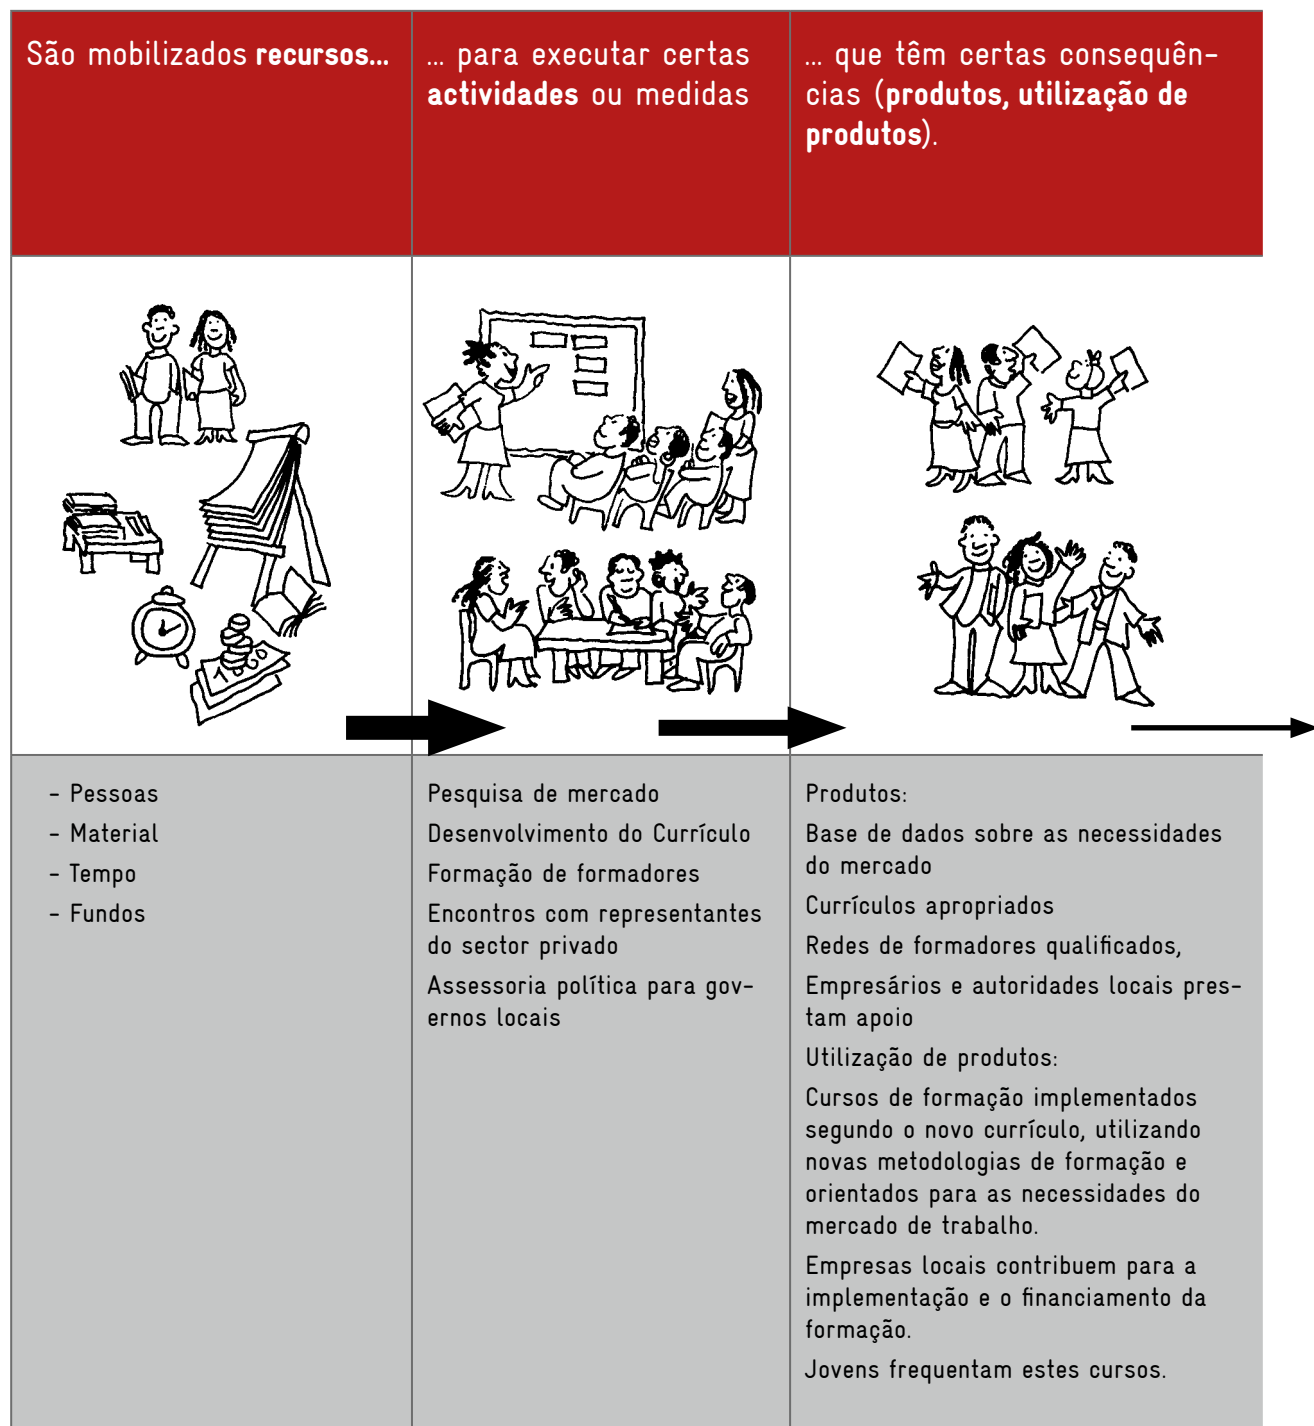 São mobilizados recursos...
... para executar certas
actividades ou medidas
... que têm certas consequên-
cias (produtos, utilização de
produtos).
1000
- Pessoas
- Material
- Tempo
- Fundos
Pesquisa de mercado
Desenvolvimento do Currículo
Formação de formadores
Encontros com representantes
do sector privado
Assessoria política para gov-
ernos locais
Produtos:
Base de dados sobre as necessidades
do mercado
Currículos apropriados
Redes de formadores qualificados,
Empresários e autoridades locais pres-
tam apoio
Utilização de produtos:
Cursos de formação implementados
segundo o novo currículo, utilizando
novas metodologias de formação e
orientados para as necessidades do
mercado de trabalho.
Empresas locais contribuem para a
implementação e o financiamento da
formação.
Jovens frequentam estes cursos.